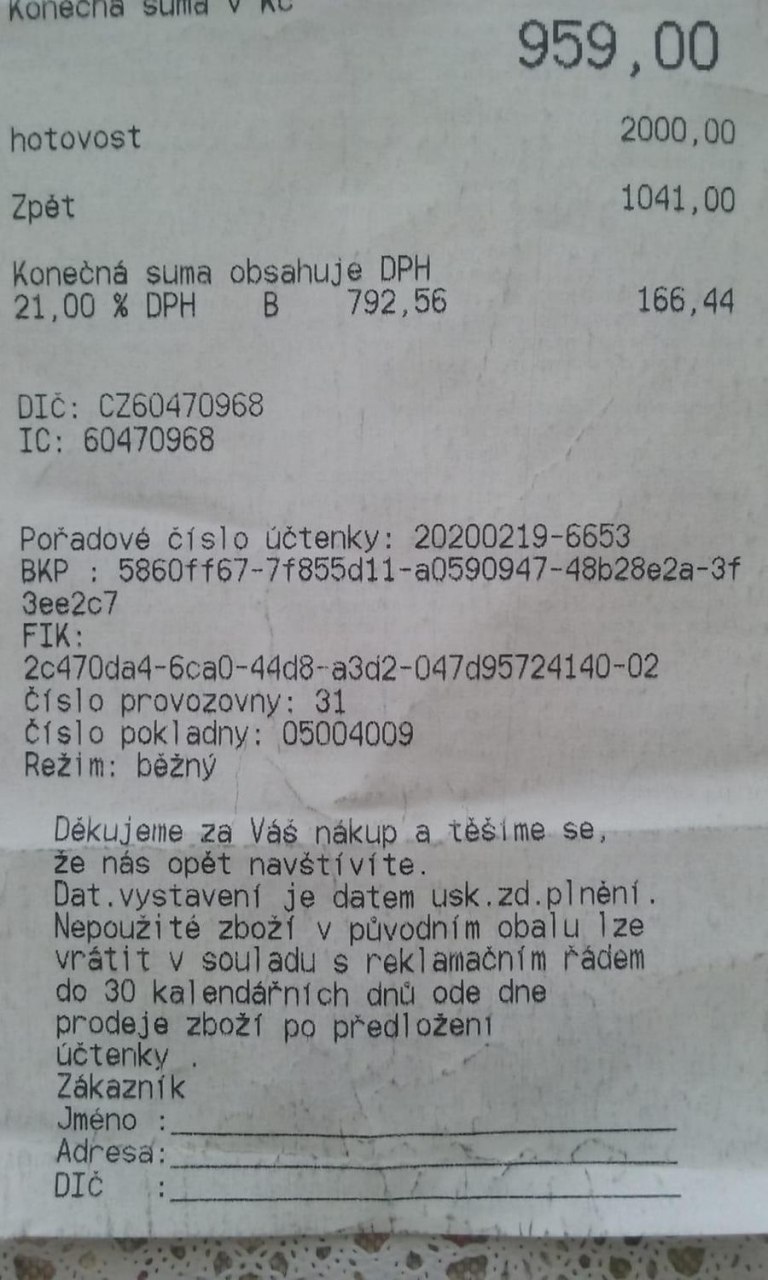 Konečná suma v Kč
959,00
hotovost 2000,00
Zpět 1041,00
Konečná suma obsahuje DPH
21,00 % DPH B 792,56 166,44
DIČ: CZ60470968
IC: 60470968
Pořadové číslo účtenky: 20200219-6653
BKP : 5860ff67-7f855d11-a0590947-48b28e2a-3f
3ee2c7
FIK:
2c470da4-6ca0-44d8-a3d2-047d95724140-02
Číslo provozovny: 31
Číslo pokladny: 05004009
Režim: běžný
Děkujeme za Váš nákup a těšíme se,
že nás opět navštívíte.
Dat.vystavení je datem usk.zd.plnění.
Nepoužité zboží v původním obalu lze
vrátit v souladu s reklamačním řádem
do 30 kalendářních dnů ode dne
prodeje zboží po předložení
účtenky .
Zákazník
Jméno :
Adresa:
DIČ :